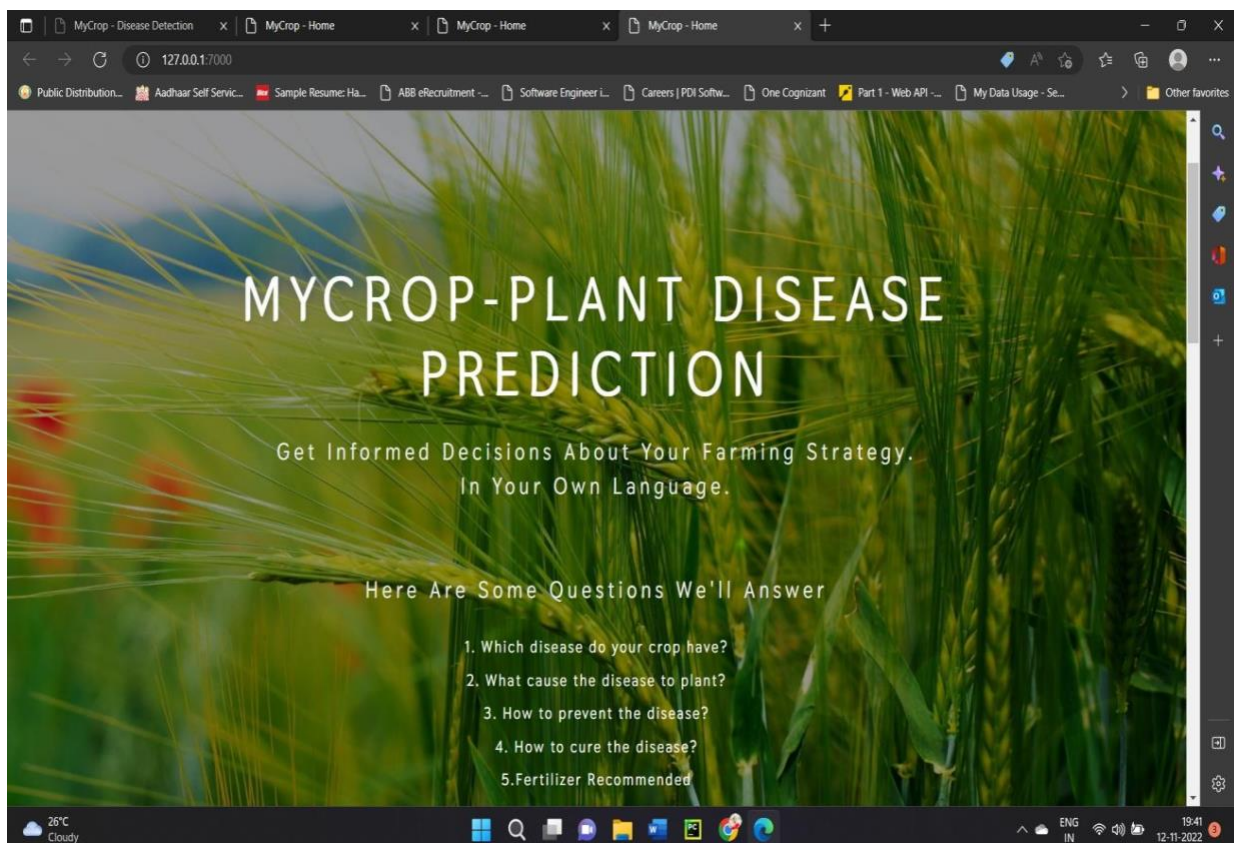 MyCrop - Disease Detection
MyCrop - Home
MyCrop - Home
MyCrop - Home
127.0.0.1:7000
Public Distribution...
Aadhaar Self Servic...
Sample Resume: Ha...
ABB eRecruitment -...
Software Engineer i...
Careers | PDI Softw...
One Cognizant
Part 1 - Web API -...
My Data Usage - Se...
Other favorites
MYCROP-PLANT DISEASE
PREDICTION
Get Informed Decisions About Your Farming Strategy.
In Your Own Language.
Here Are Some Questions We'll Answer
1. Which disease do your crop have?
2. What cause the disease to plant?
3. How to prevent the disease?
4. How to cure the disease?
5.Fertilizer Recommended
26°C
Cloudy
ENG
IN
19:41
12-11-2022
3